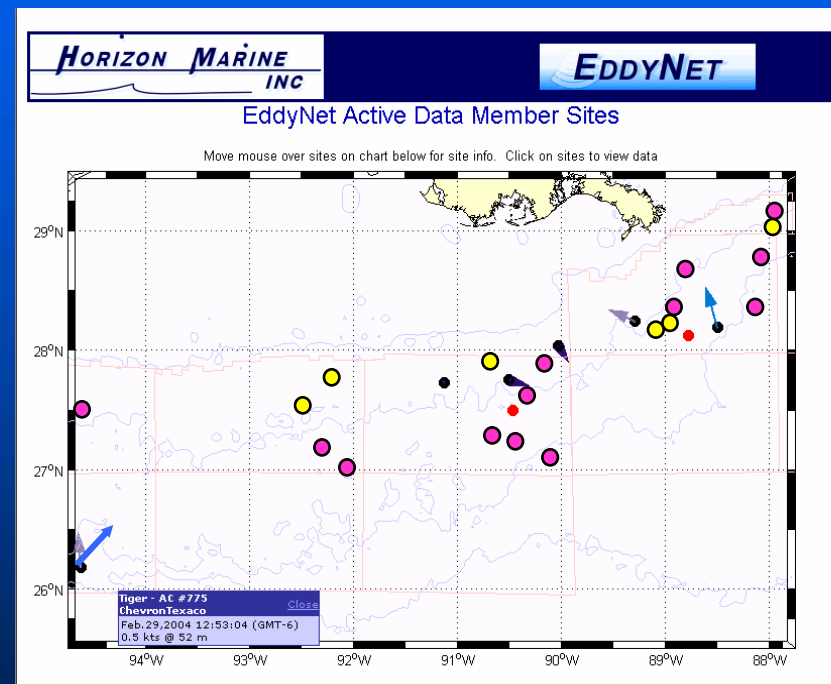 HORIZON MARINE
INC
EDDYNET
EddyNet Active Data Member Sites
Move mouse over sites on chart below for site info. Click on sites to view data
29°N
28°N
27°N
26°N
Tiger - AC #775
ChevronTexaco
Close
Feb.29,2004 12:53:04 (GMT-6)
0.5 kts @ 52 m
94°W 93°W 92°W 91°W 90°W 89°W 88°W